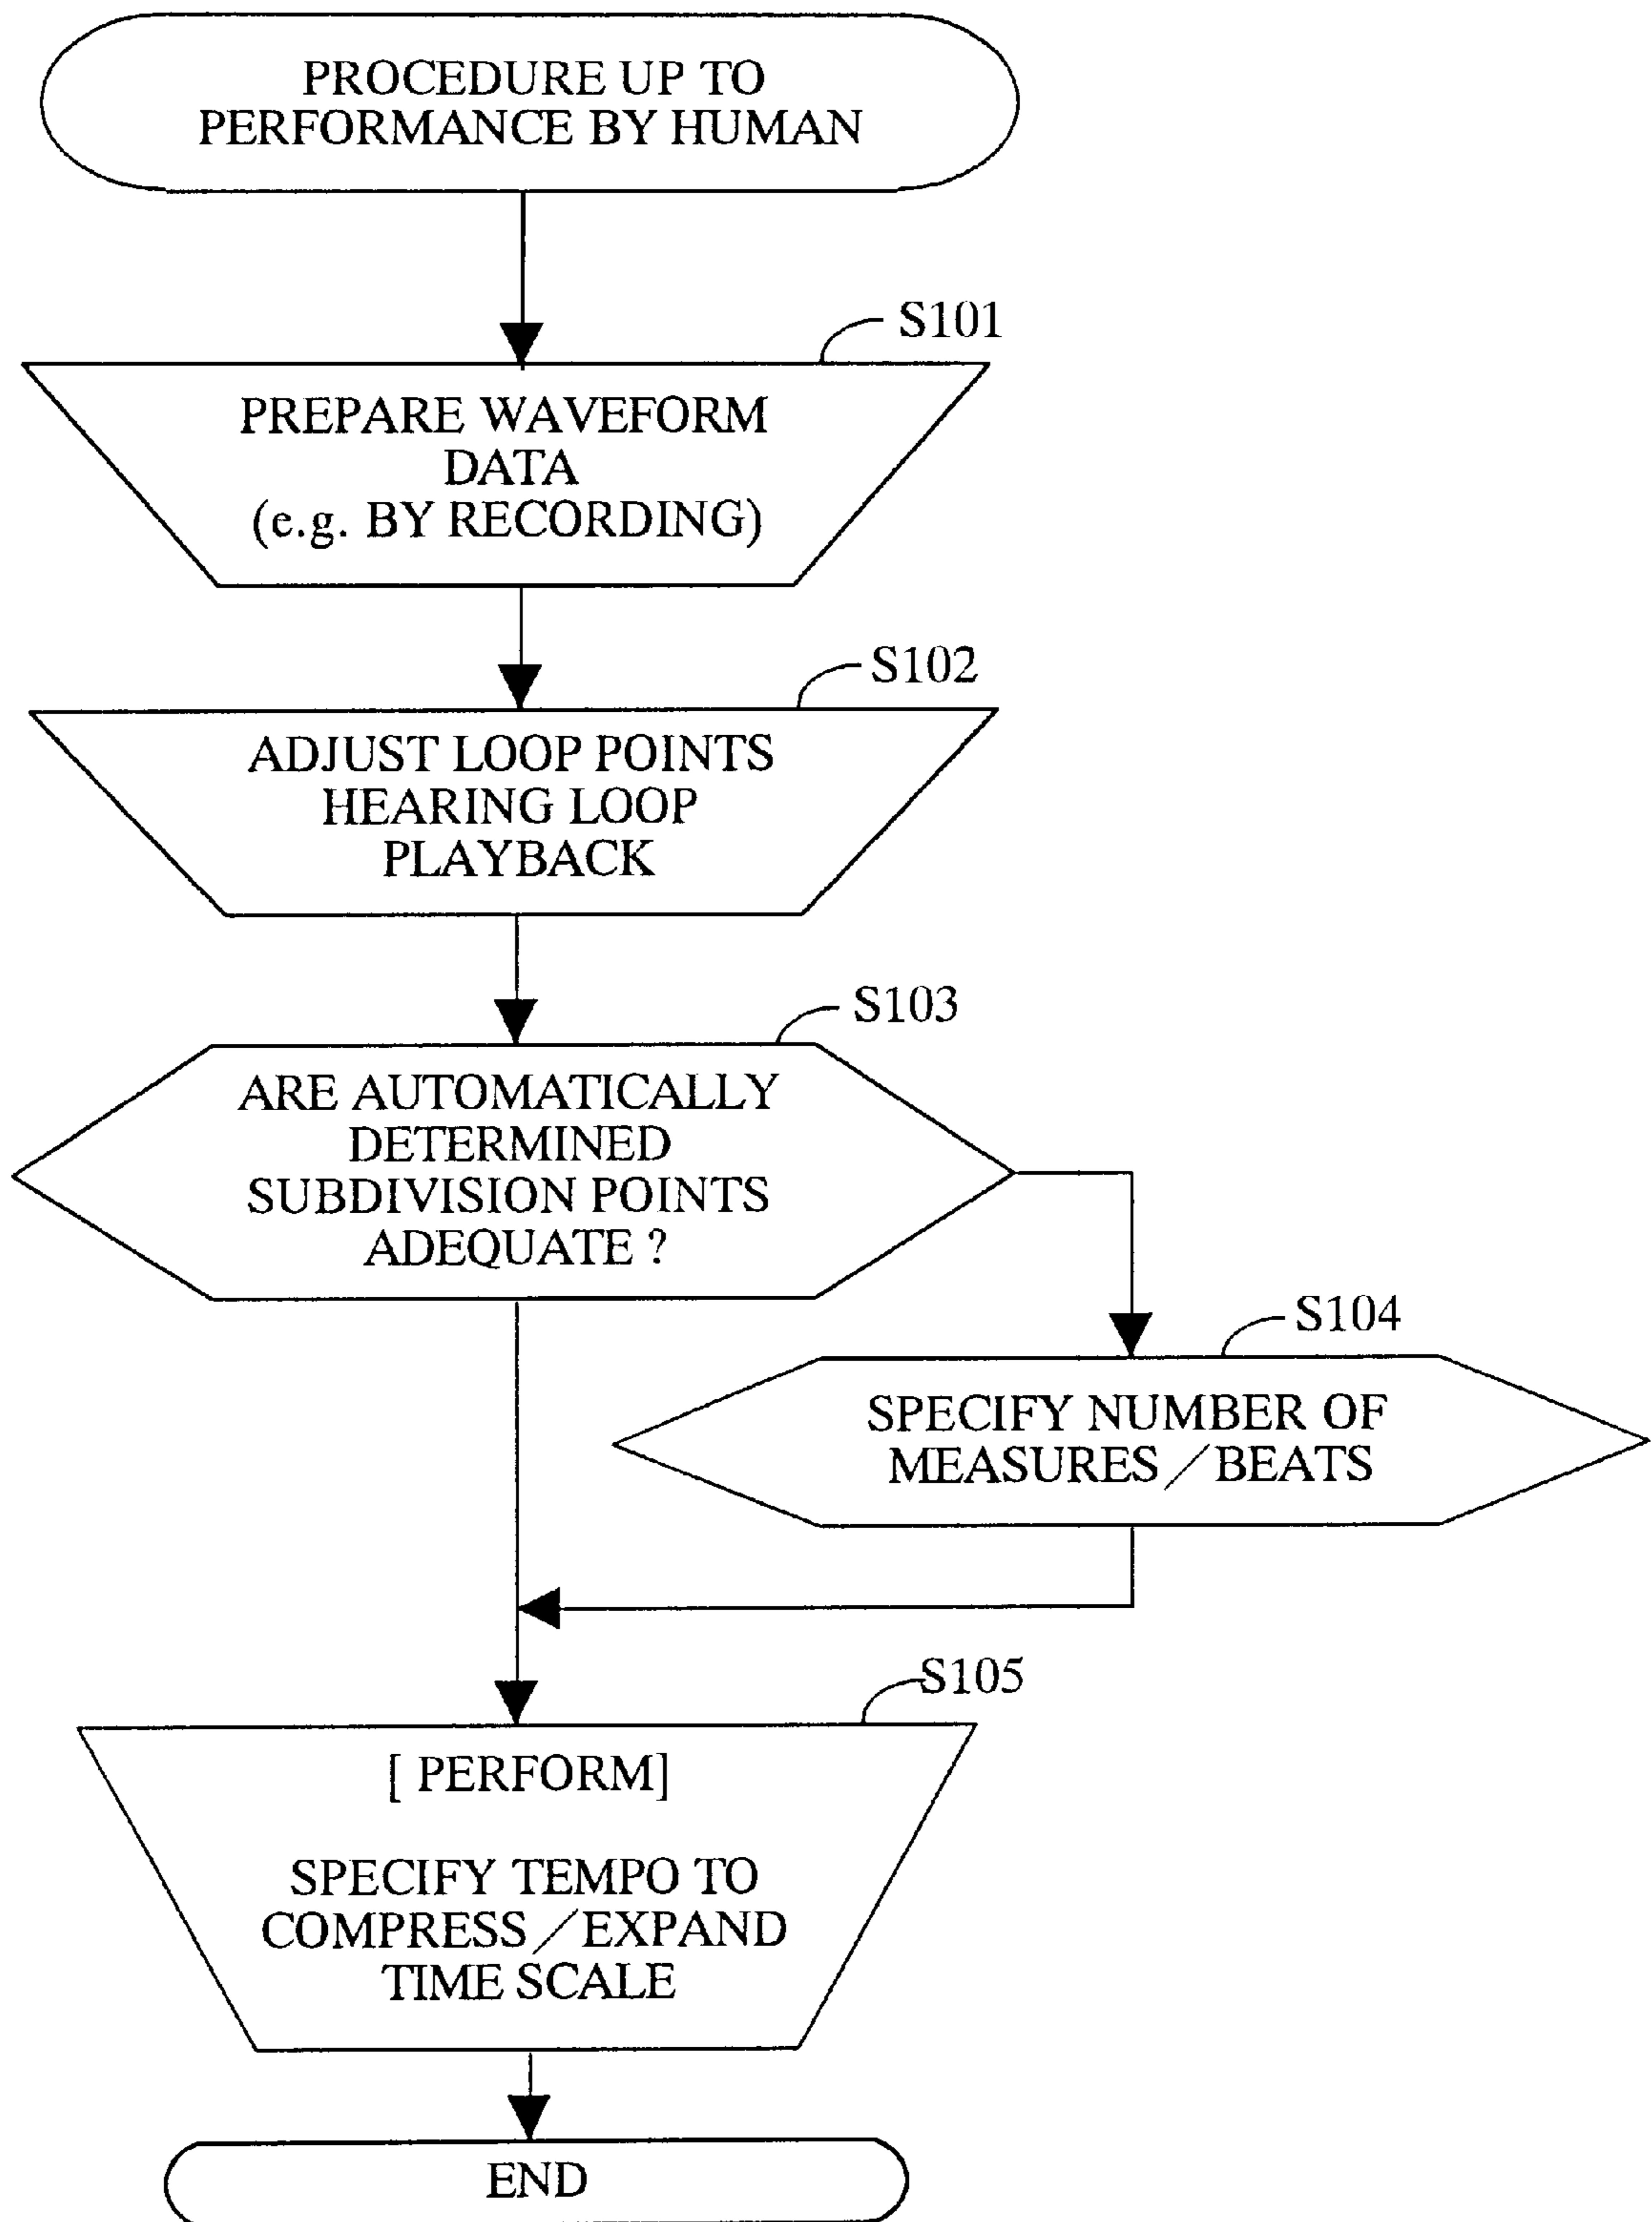 PROCEDURE UP TO
PERFORMANCE BY HUMAN
S101
PREPARE WAVEFORM
DATA
(e.g. BY RECORDING)
S102
ADJUST LOOP POINTS
HEARING LOOP
PLAYBACK
S103
ARE AUTOMATICALLY
DETERMINED
SUBDIVISION POINTS
ADEQUATE ?
S104
SPECIFY NUMBER OF
MEASURES／BEATS
S105
[ PERFORM]
SPECIFY TEMPO TO
COMPRESS／EXPAND
TIME SCALE
END